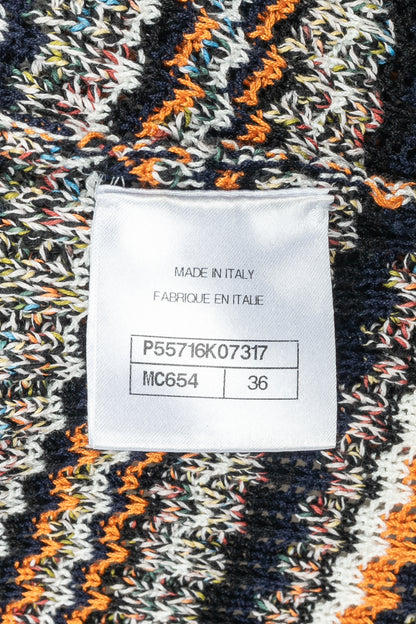 MADE IN ITALY
FABRIQUE EN ITALIE
P55716K07317
MC654 36